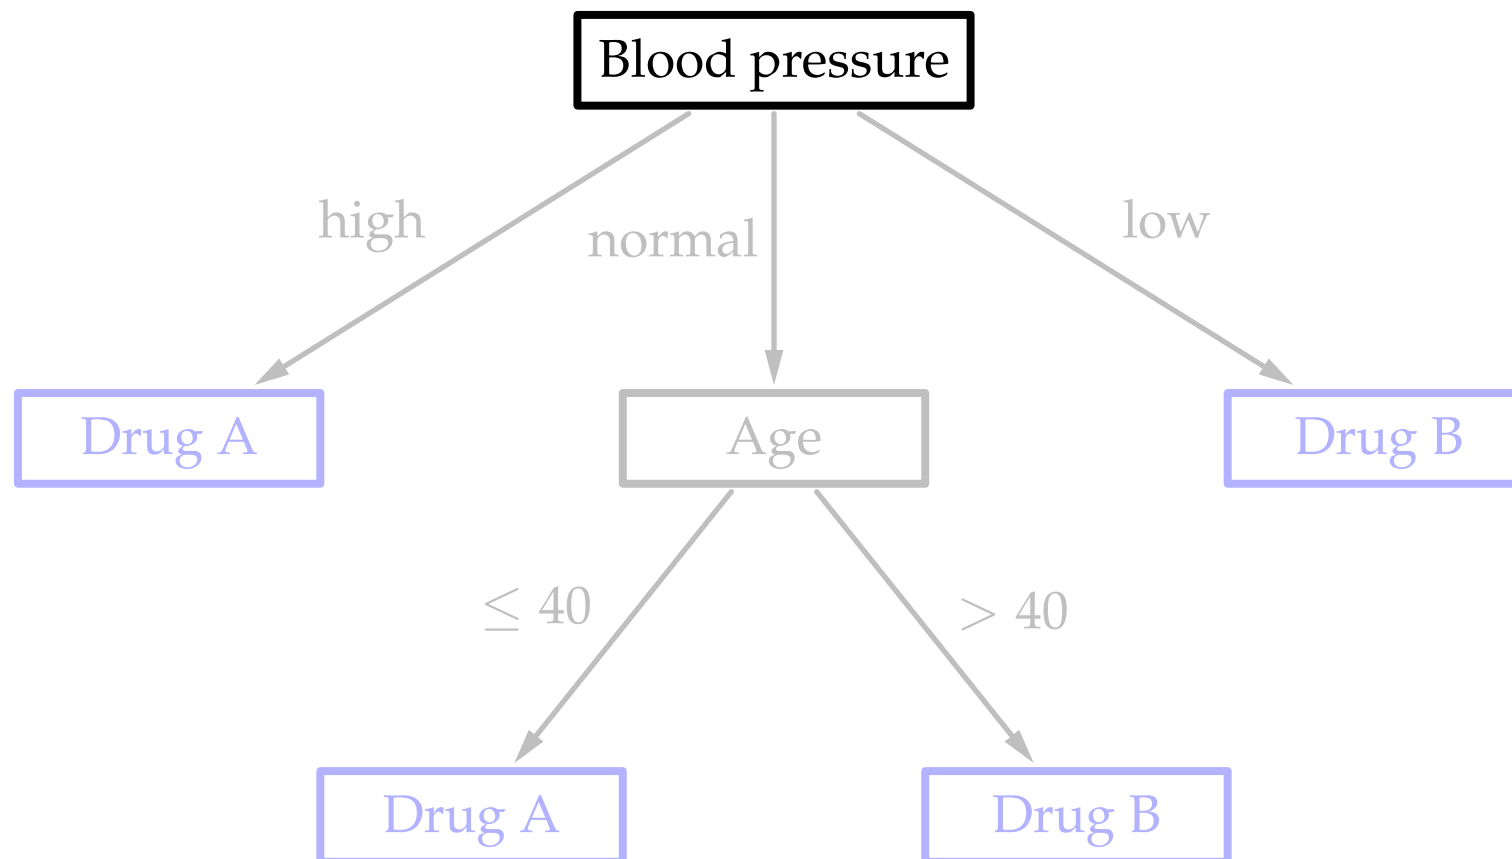 Blood pressure
high
normal
low
Drug A
Age
Drug B
≤ 40
> 40
Drug A
Drug B